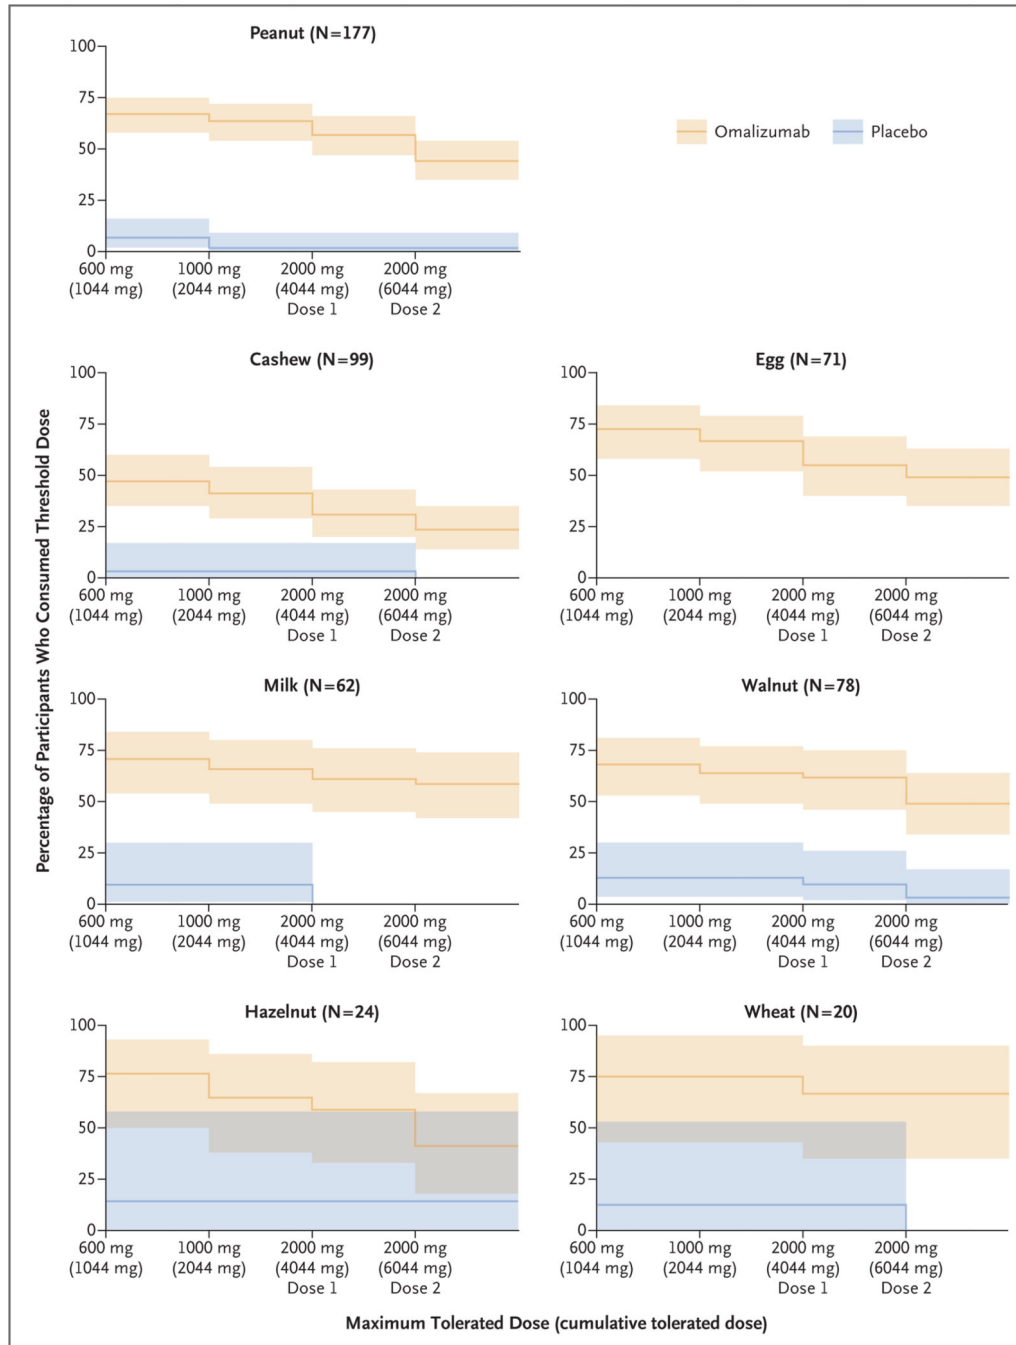 Peanut (N=177)
100
75
50
25
0
600 mg 1000 mg 2000 mg 2000 mg
(1044 mg) (2044 mg) (4044 mg) (6044 mg)
Dose 1 Dose 2
Omalizumab Placebo
Percentage of Participants Who Consumed Threshold Dose
Cashew (N=99)
100
75
50
25
0
600 mg 1000 mg 2000 mg 2000 mg
(1044 mg) (2044 mg) (4044 mg) (6044 mg)
Dose 1 Dose 2
Egg (N=71)
100
75
50
25
0
600 mg 1000 mg 2000 mg 2000 mg
(1044 mg) (2044 mg) (4044 mg) (6044 mg)
Dose 1 Dose 2
Milk (N=62)
100
75
50
25
0
600 mg 1000 mg 2000 mg 2000 mg
(1044 mg) (2044 mg) (4044 mg) (6044 mg)
Dose 1 Dose 2
Walnut (N=78)
100
75
50
25
0
600 mg 1000 mg 2000 mg 2000 mg
(1044 mg) (2044 mg) (4044 mg) (6044 mg)
Dose 1 Dose 2
Hazelnut (N=24)
100
75
50
25
0
600 mg 1000 mg 2000 mg 2000 mg
(1044 mg) (2044 mg) (4044 mg) (6044 mg)
Dose 1 Dose 2
Wheat (N=20)
100
75
50
25
0
600 mg 1000 mg 2000 mg 2000 mg
(1044 mg) (2044 mg) (4044 mg) (6044 mg)
Dose 1 Dose 2
Maximum Tolerated Dose (cumulative tolerated dose)